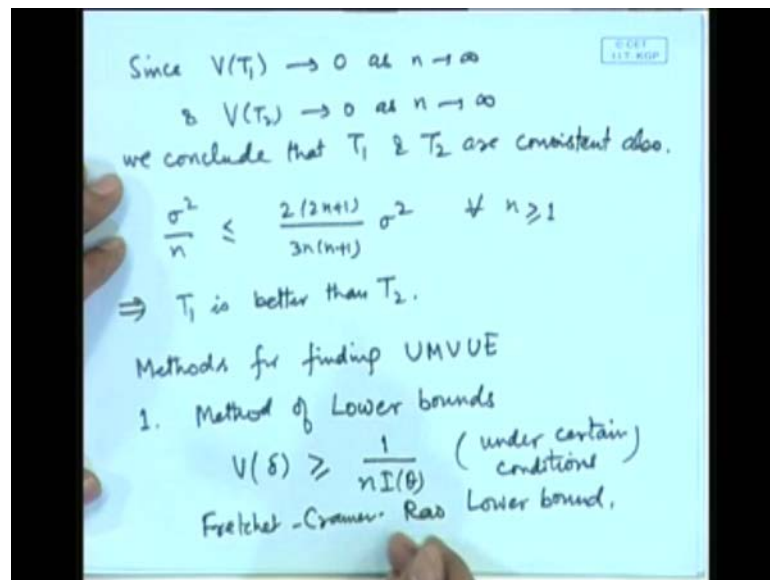 Since V(T₁) → 0 as n → ∞
& V(T₂) → 0 as n → ∞
we conclude that T₁ & T₂ are consistent also.
σ²/n ≤ 2(2n+1)/3n(n+1) σ² ∀ n ≥ 1
⇒ T₁ is better than T₂.
Methods for finding UMVUE
1. Method of Lower bounds
V(δ) ≥ 1/nI(θ) (under certain conditions)
Fretchet-Cramer-Rao Lower bound.
© CET
I.I.T. KGP